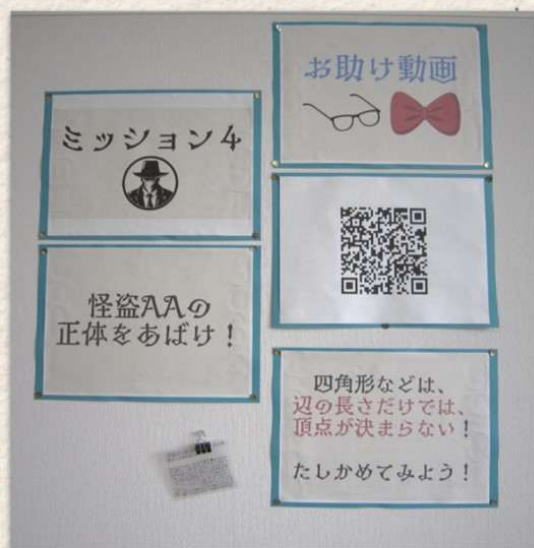 ミッション4
怪盗AAの
正体をあばけ！
お助け動画
四角形などは、
辺の長さだけでは、
頂点が決まらない！
たしかめてみよう！